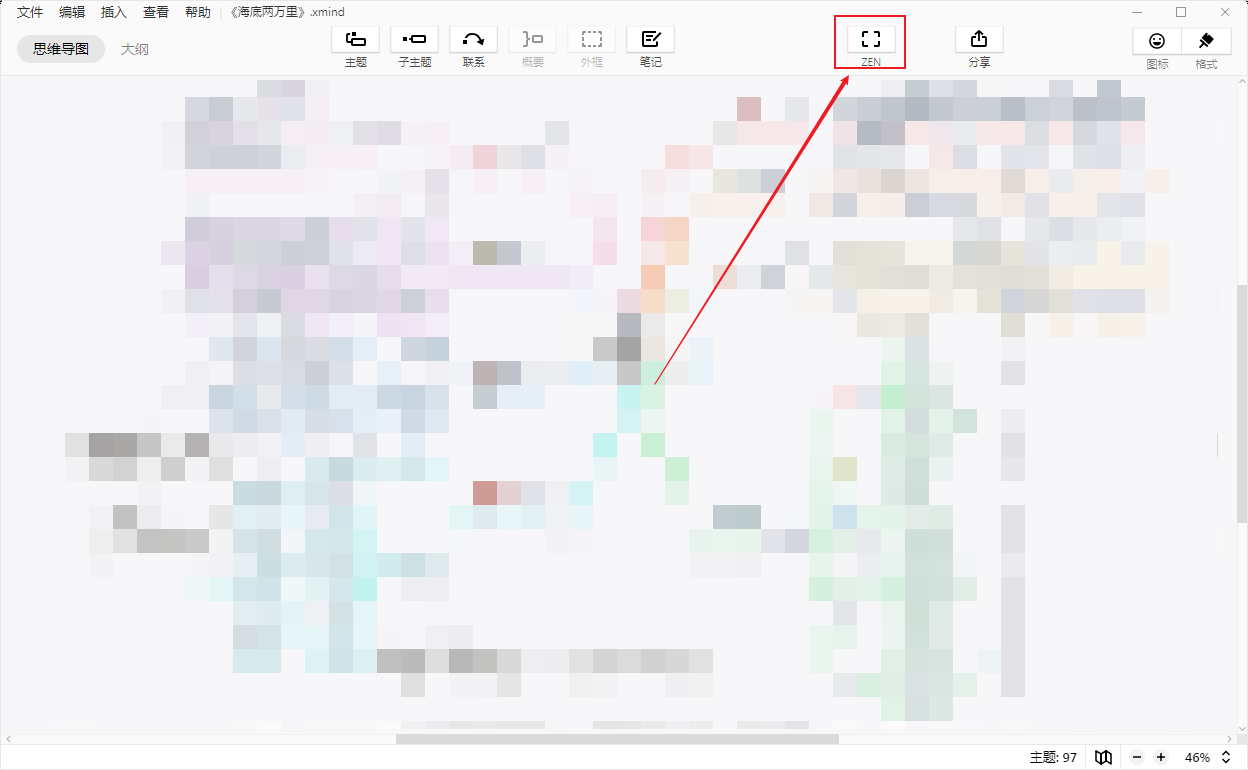 文件 编辑 插入 查看 帮助 《海底两万里》.xmind
思维导图 大纲
主题 子主题 联系 概要 外框 笔记 ZEN 分享 图标 格式
主题: 97 46%